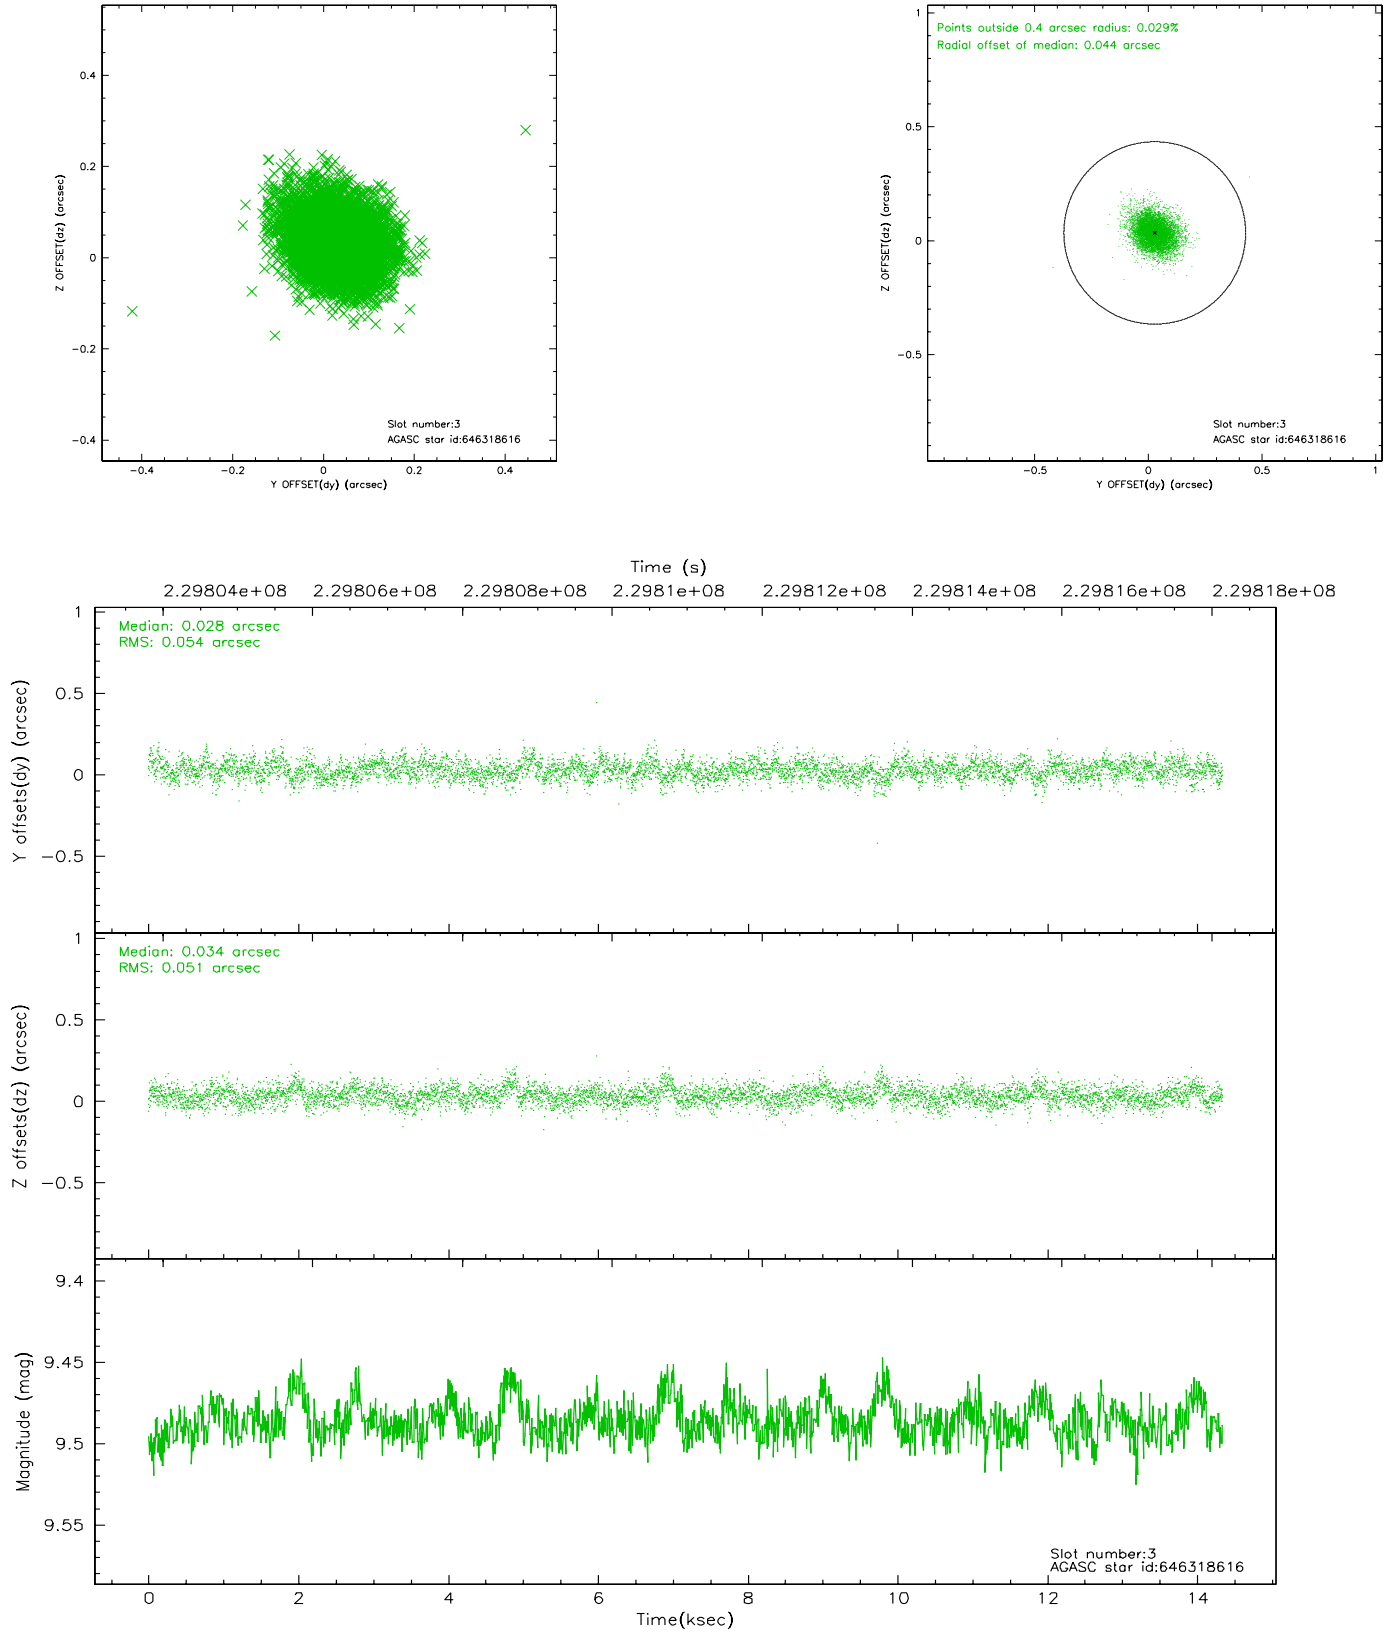 0.4
0.2
0
−0.2
−0.4
Z OFFSET(dz) (arcsec)
Slot number:3
AGASC star id:646318616
−0.4 −0.2 0 0.2 0.4
Y OFFSET(dy) (arcsec)
1
0.5
0
−0.5
Z OFFSET(dz) (arcsec)
Points outside 0.4 arcsec radius: 0.029%
Radial offset of median: 0.044 arcsec
Slot number:3
AGASC star id:646318616
−0.5 0 0.5 1
Y OFFSET(dy) (arcsec)
Time (s)
2.29804e+08 2.29806e+08 2.29808e+08 2.2981e+08 2.29812e+08 2.29814e+08 2.29816e+08 2.29818e+08
1
0.5
0
−0.5
Y offsets(dy) (arcsec)
Median: 0.028 arcsec
RMS: 0.054 arcsec
1
0.5
0
−0.5
Z offsets(dz) (arcsec)
Median: 0.034 arcsec
RMS: 0.051 arcsec
9.4
9.45
9.5
9.55
Magnitude (mag)
Slot number:3
AGASC star id:646318616
0 2 4 6 8 10 12 14
Time(ksec)